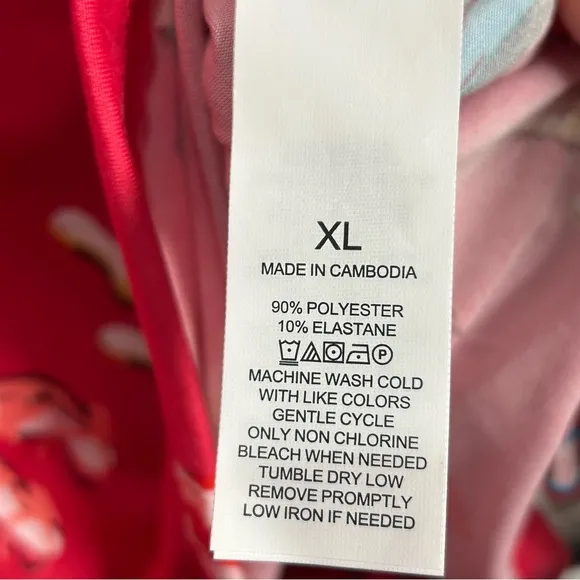 XL
MADE IN CAMBODIA
90% POLYESTER
10% ELASTANE
P
MACHINE WASH COLD
WITH LIKE COLORS
GENTLE CYCLE
ONLY NON CHLORINE
BLEACH WHEN NEEDED
TUMBLE DRY LOW
REMOVE PROMPTLY
LOW IRON IF NEEDED